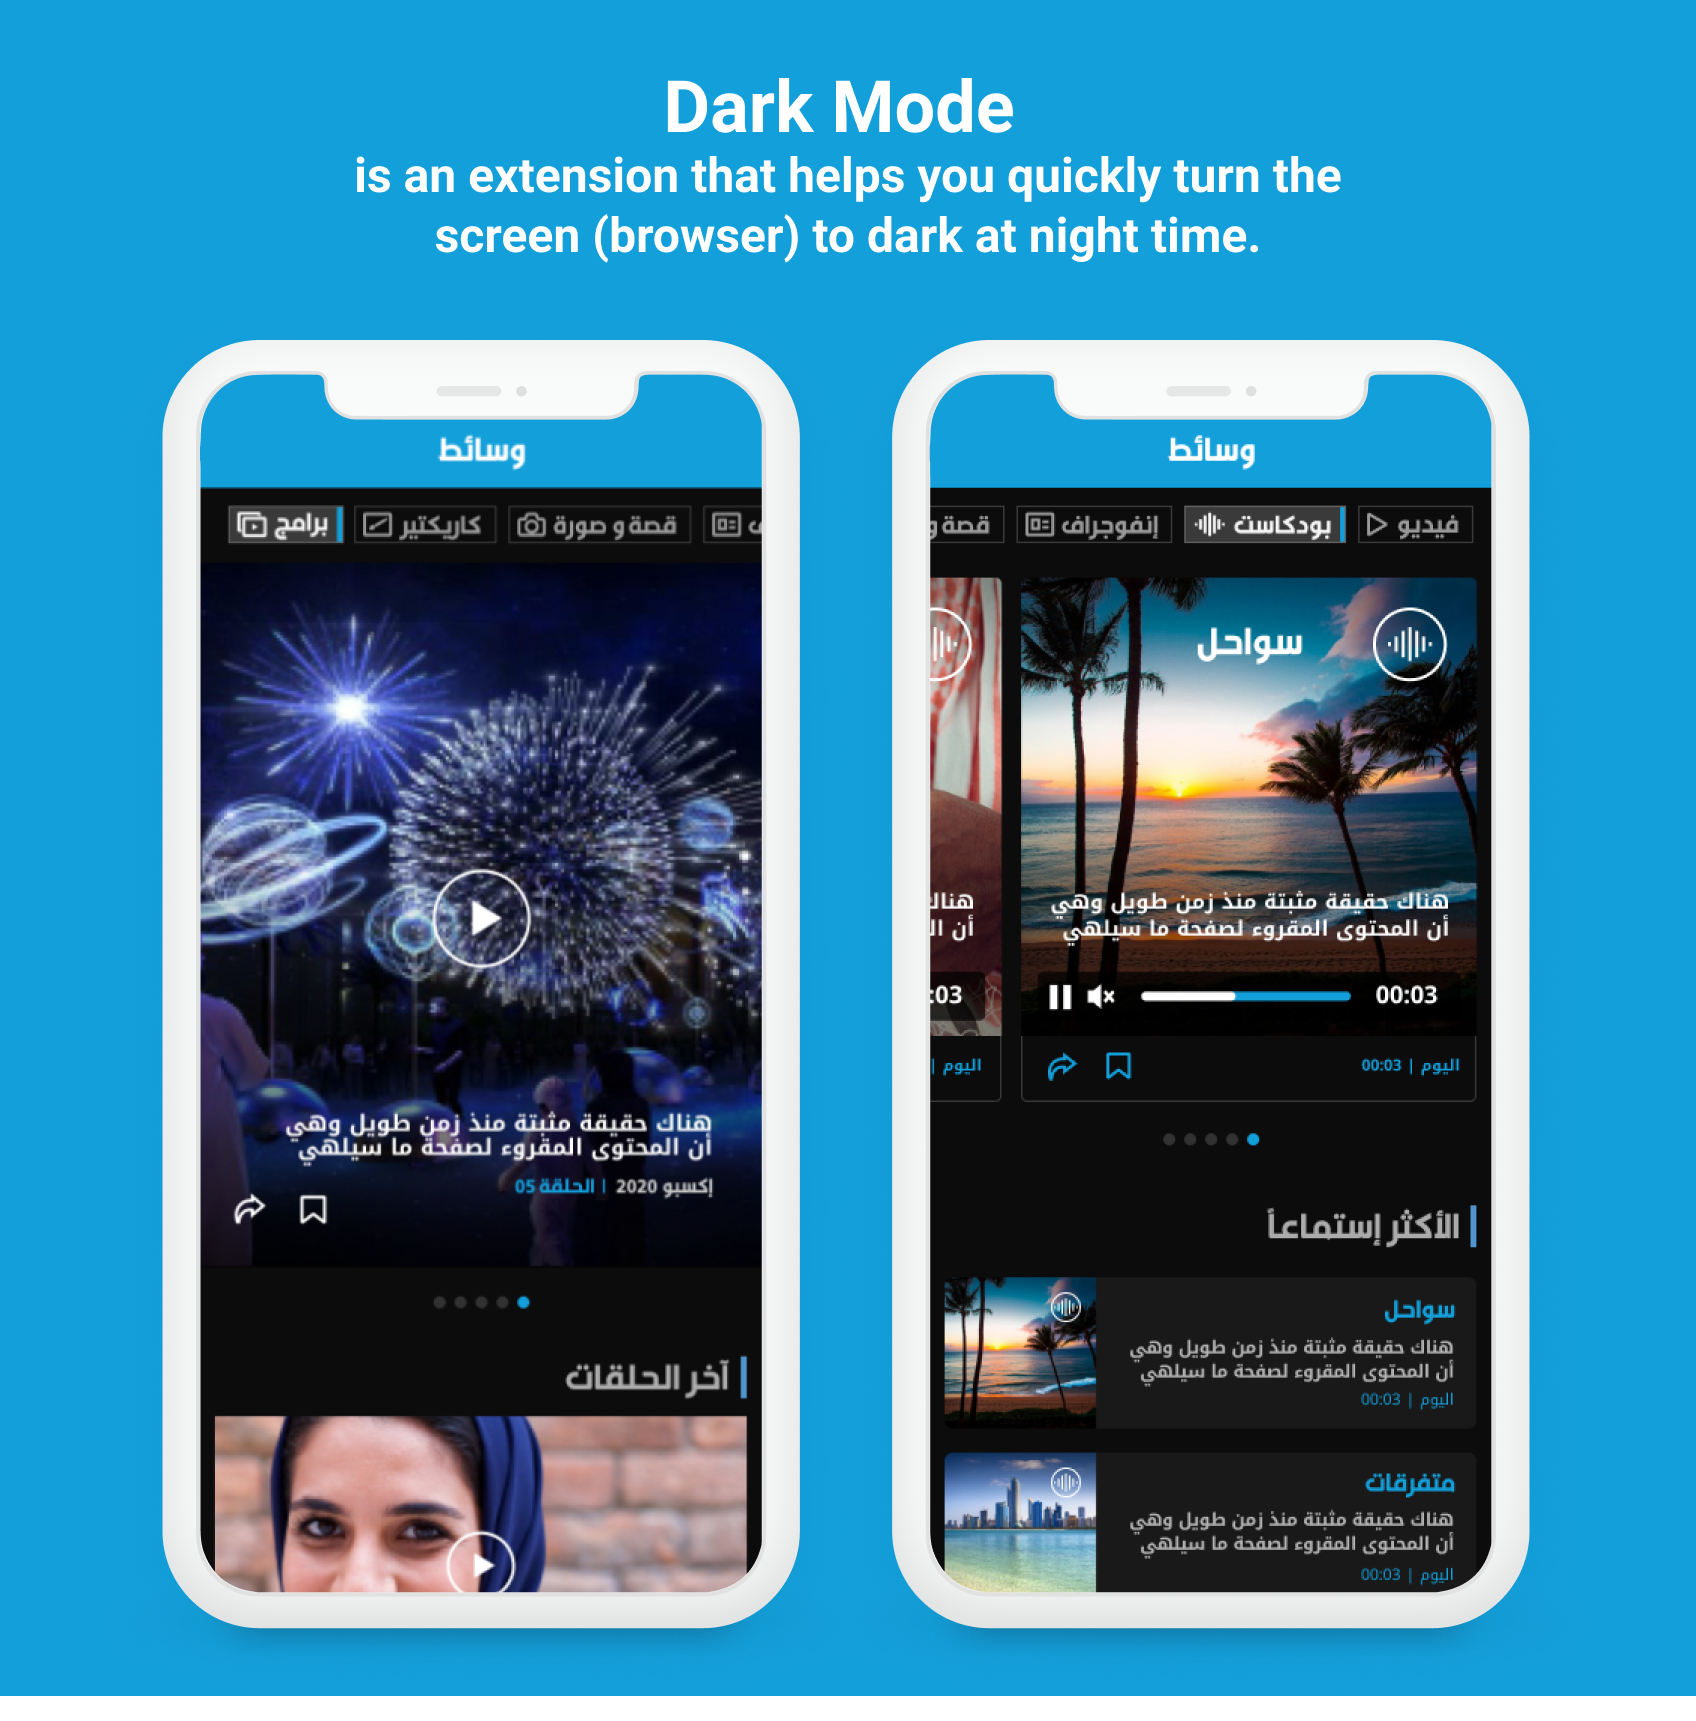 Dark Mode
is an extension that helps you quickly turn the
screen (browser) to dark at night time.
وسائط
برامج
كاريكتير
قصة و صورة
هناك حقيقة مثبتة منذ زمن طويل وهي
أن المحتوى المقروء لصفحة ما سيلهي
إكسبو 2020 | الحلقة 05
آخر الحلقات
وسائط
فيديو
بودكاست
إنفوجراف
قصة و
سواحل
هناك حقيقة مثبتة منذ زمن طويل وهي
أن المحتوى المقروء لصفحة ما سيلهي
00:03
اليوم | 00:03
هناك
أن ال
:03
اليوم |
الأكثر إستماعاً
سواحل
هناك حقيقة مثبتة منذ زمن طويل وهي
أن المحتوى المقروء لصفحة ما سيلهي
اليوم | 00:03
متفرقات
هناك حقيقة مثبتة منذ زمن طويل وهي
أن المحتوى المقروء لصفحة ما سيلهي
اليوم | 00:03